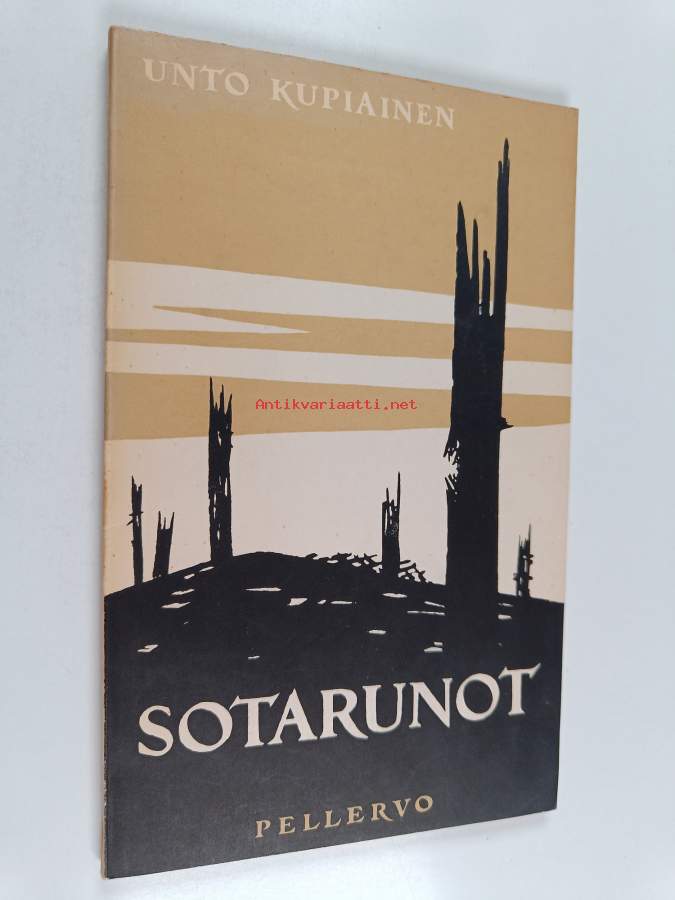 UNTO KUPIAINEN
Antikvariaatti.net
SOTARUNOT
PELLERVO